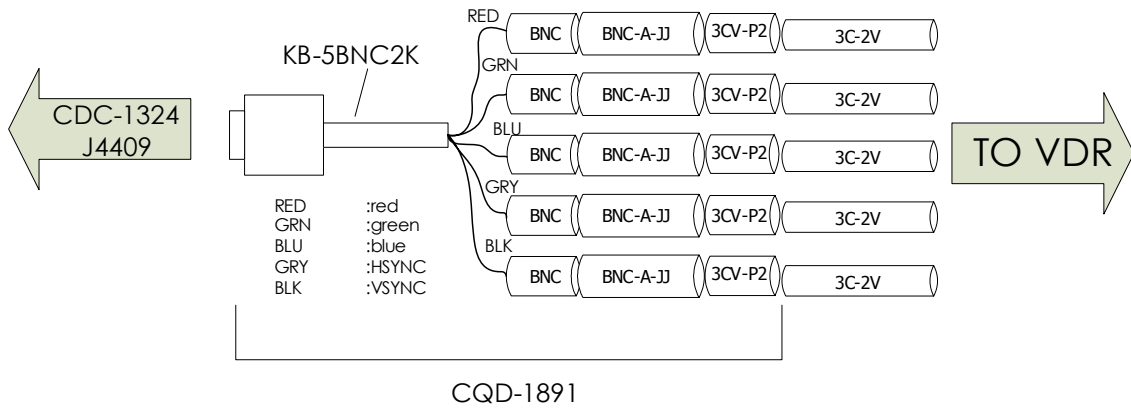 RED BNC BNC-A-JJ 3CV-P2 3C-2V
KB-5BNC2K
GRN BNC BNC-A-JJ 3CV-P2 3C-2V
CDC-1324
J4409
BLU BNC BNC-A-JJ 3CV-P2 3C-2V
TO VDR
GRY BNC BNC-A-JJ 3CV-P2 3C-2V
RED :red
GRN :green
BLU :blue
GRY :HSYNC
BLK :VSYNC
BLK BNC BNC-A-JJ 3CV-P2 3C-2V
CQD-1891